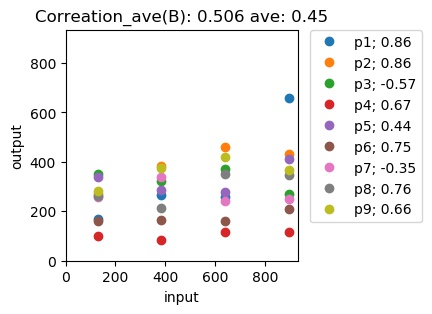 Correation_ave(B): 0.506 ave: 0.45
output
800
600
400
200
0
0 200 400 600 800
input
p1; 0.86
p2; 0.86
p3; -0.57
p4; 0.67
p5; 0.44
p6; 0.75
p7; -0.35
p8; 0.76
p9; 0.66